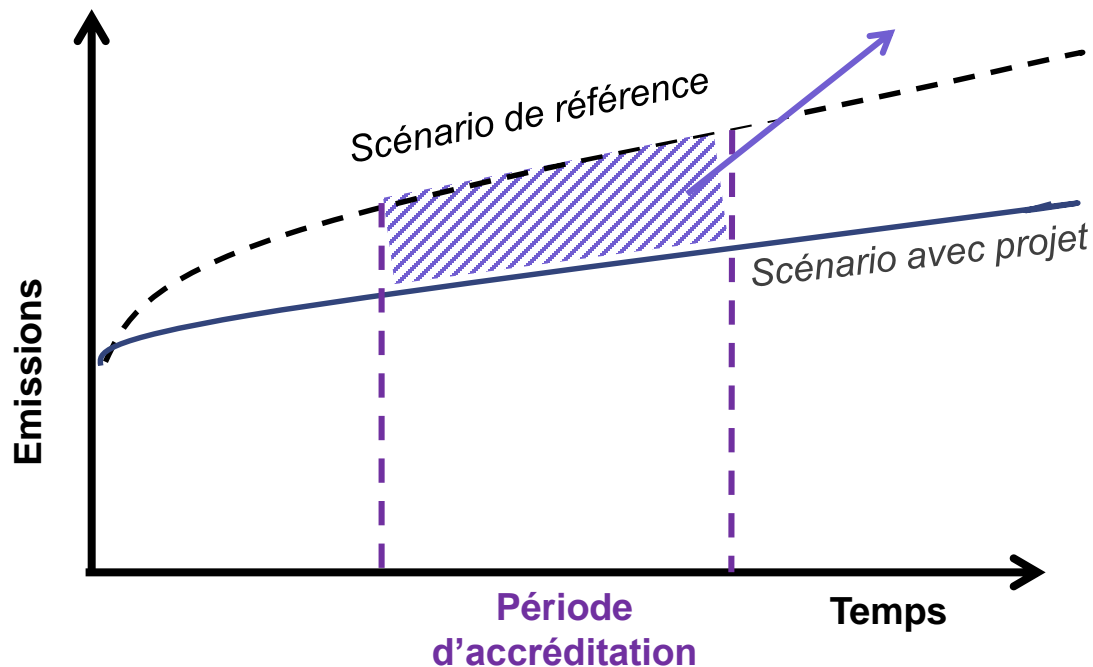 Scénario de référence
Scénario avec projet
Emissions
Période
d'accréditation
Temps